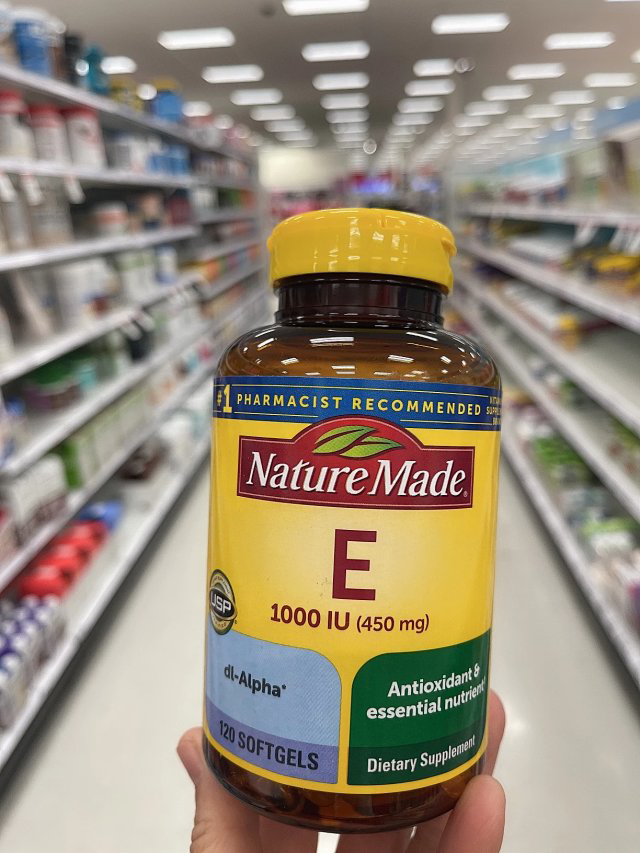 #1 PHARMACIST RECOMMENDED
Nature Made
E
1000 IU (450 mg)
USP
dl-Alpha*
120 SOFTGELS
Antioxidant &
essential nutrient
Dietary Supplement